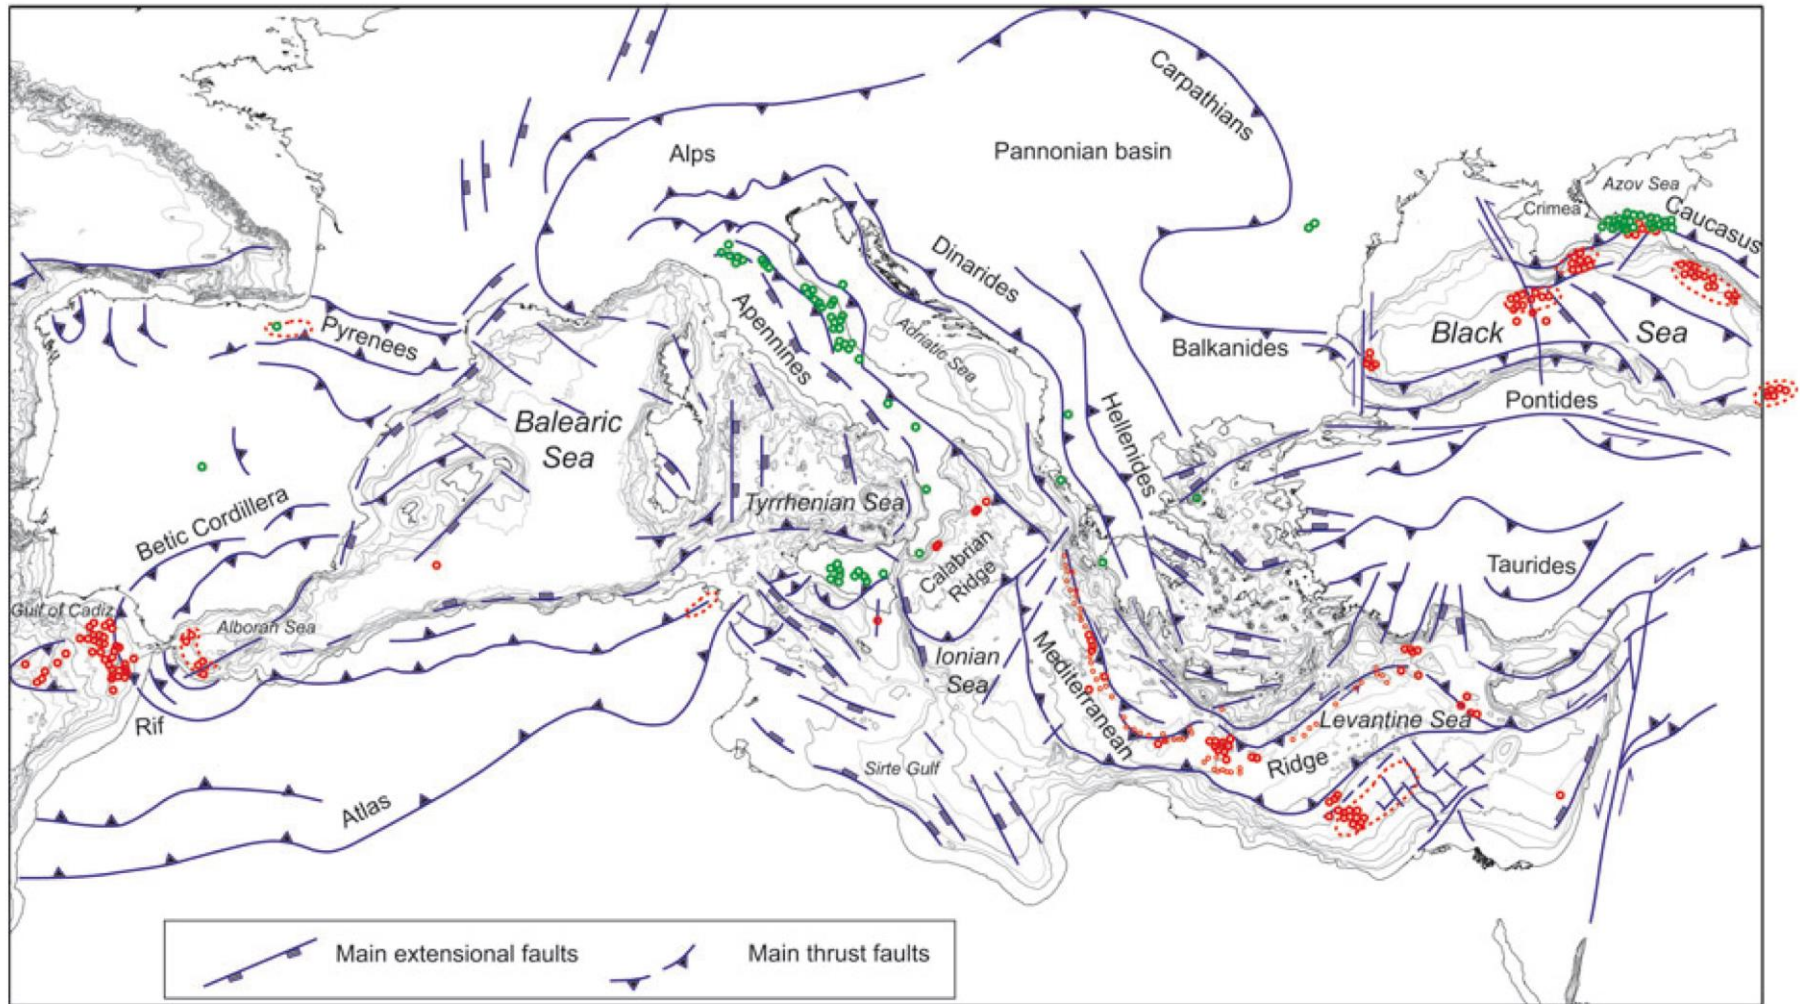 Carpathians
Alps
Pannonian basin
Azov Sea
Crimea
Caucasus
Dinarides
Apennines
Pyrenees
Adriatic Sea
Balkanides
Black
Sea
Pontides
Hellenides
Balearic
Sea
Tyrrhenian Sea
Betic Cordillera
Calabrian
Ridge
Taurides
Gulf of Cadiz
Alboran Sea
Ionian
Sea
Mediterranean
Ridge
Levantine Sea
Rif
Sirte Gulf
Atlas
Main extensional faults
Main thrust faults